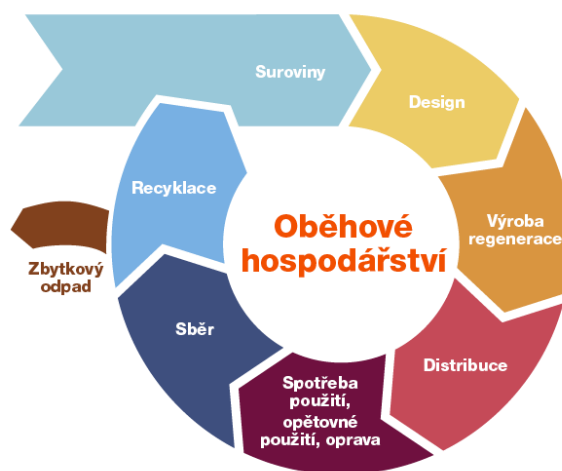 Suroviny
Design
Výroba
regenerace
Distribuce
Spotřeba
použití,
opětovné
použití, oprava
Sběr
Recyklace
Zbytkový
odpad
Oběhové
hospodářství